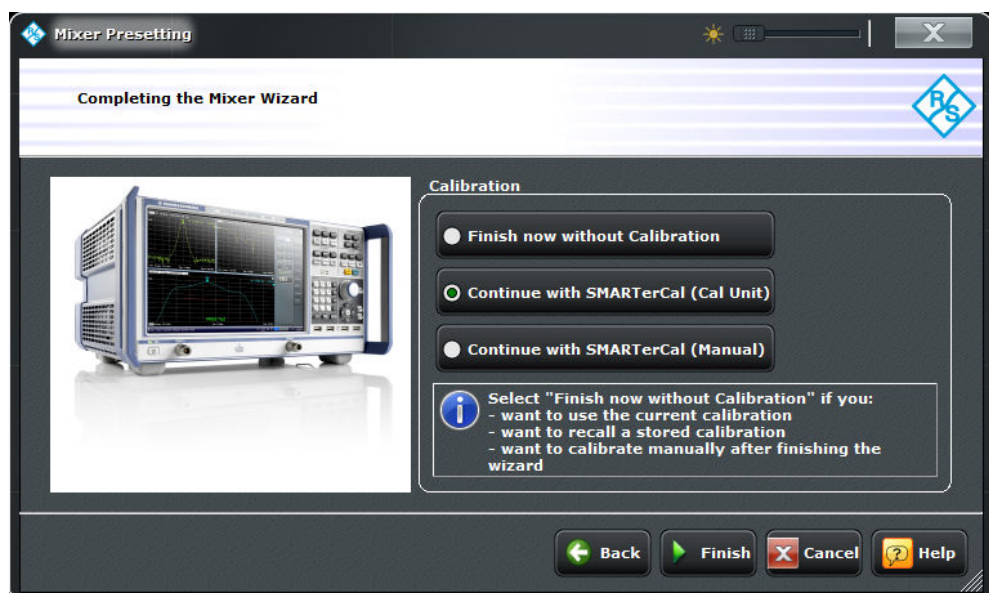 Mixer Presetting
X
Completing the Mixer Wizard
R
S
Calibration
Finish now without Calibration
Continue with SMARTerCal (Cal Unit)
Continue with SMARTerCal (Manual)
Select "Finish now without Calibration" if you:
- want to use the current calibration
- want to recall a stored calibration
- want to calibrate manually after finishing the
wizard
Back
Finish
Cancel
Help